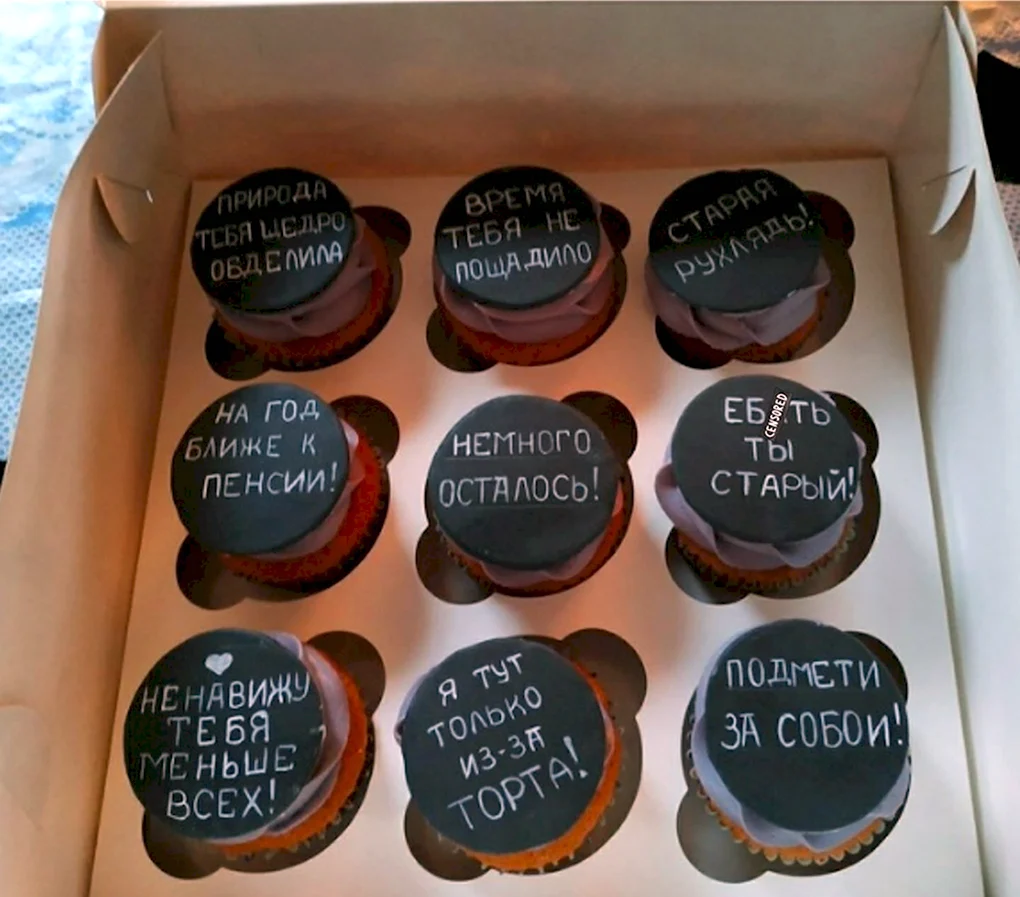 ПРИРОДА
ТЕБЯ ЩЕДРО
ОБДЕЛИЛА
ВРЕМЯ
ТЕБЯ НЕ
ПОЩАДИЛО
СТАРАЯ
РУХЛЯДЬ!
НА ГОД
БЛИЖЕ К
ПЕНСИИ!
НЕМНОГО
ОСТАЛОСЬ!
ЕБ ТЬ
CENSORED
ТЫ
СТАРЫЙ!
НЕНАВИЖУ
ТЕБЯ
МЕНЬШЕ
ВСЕХ!
Я ТУТ
ТОЛЬКО
ИЗ-ЗА
ТОРТА!
ПОДМЕТИ
ЗА СОБОИ!